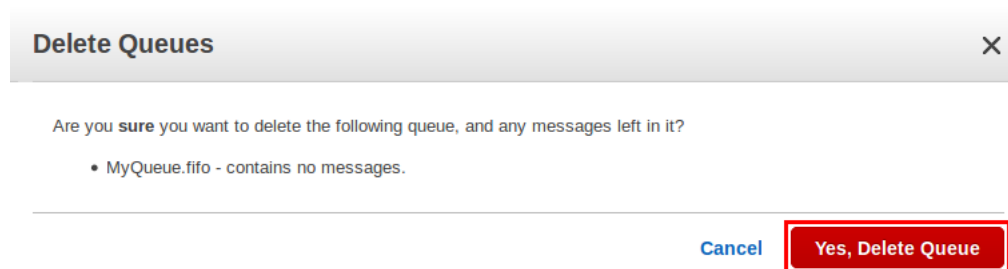 Delete Queues
Are you sure you want to delete the following queue, and any messages left in it?
• MyQueue.fifo - contains no messages.
Cancel Yes, Delete Queue